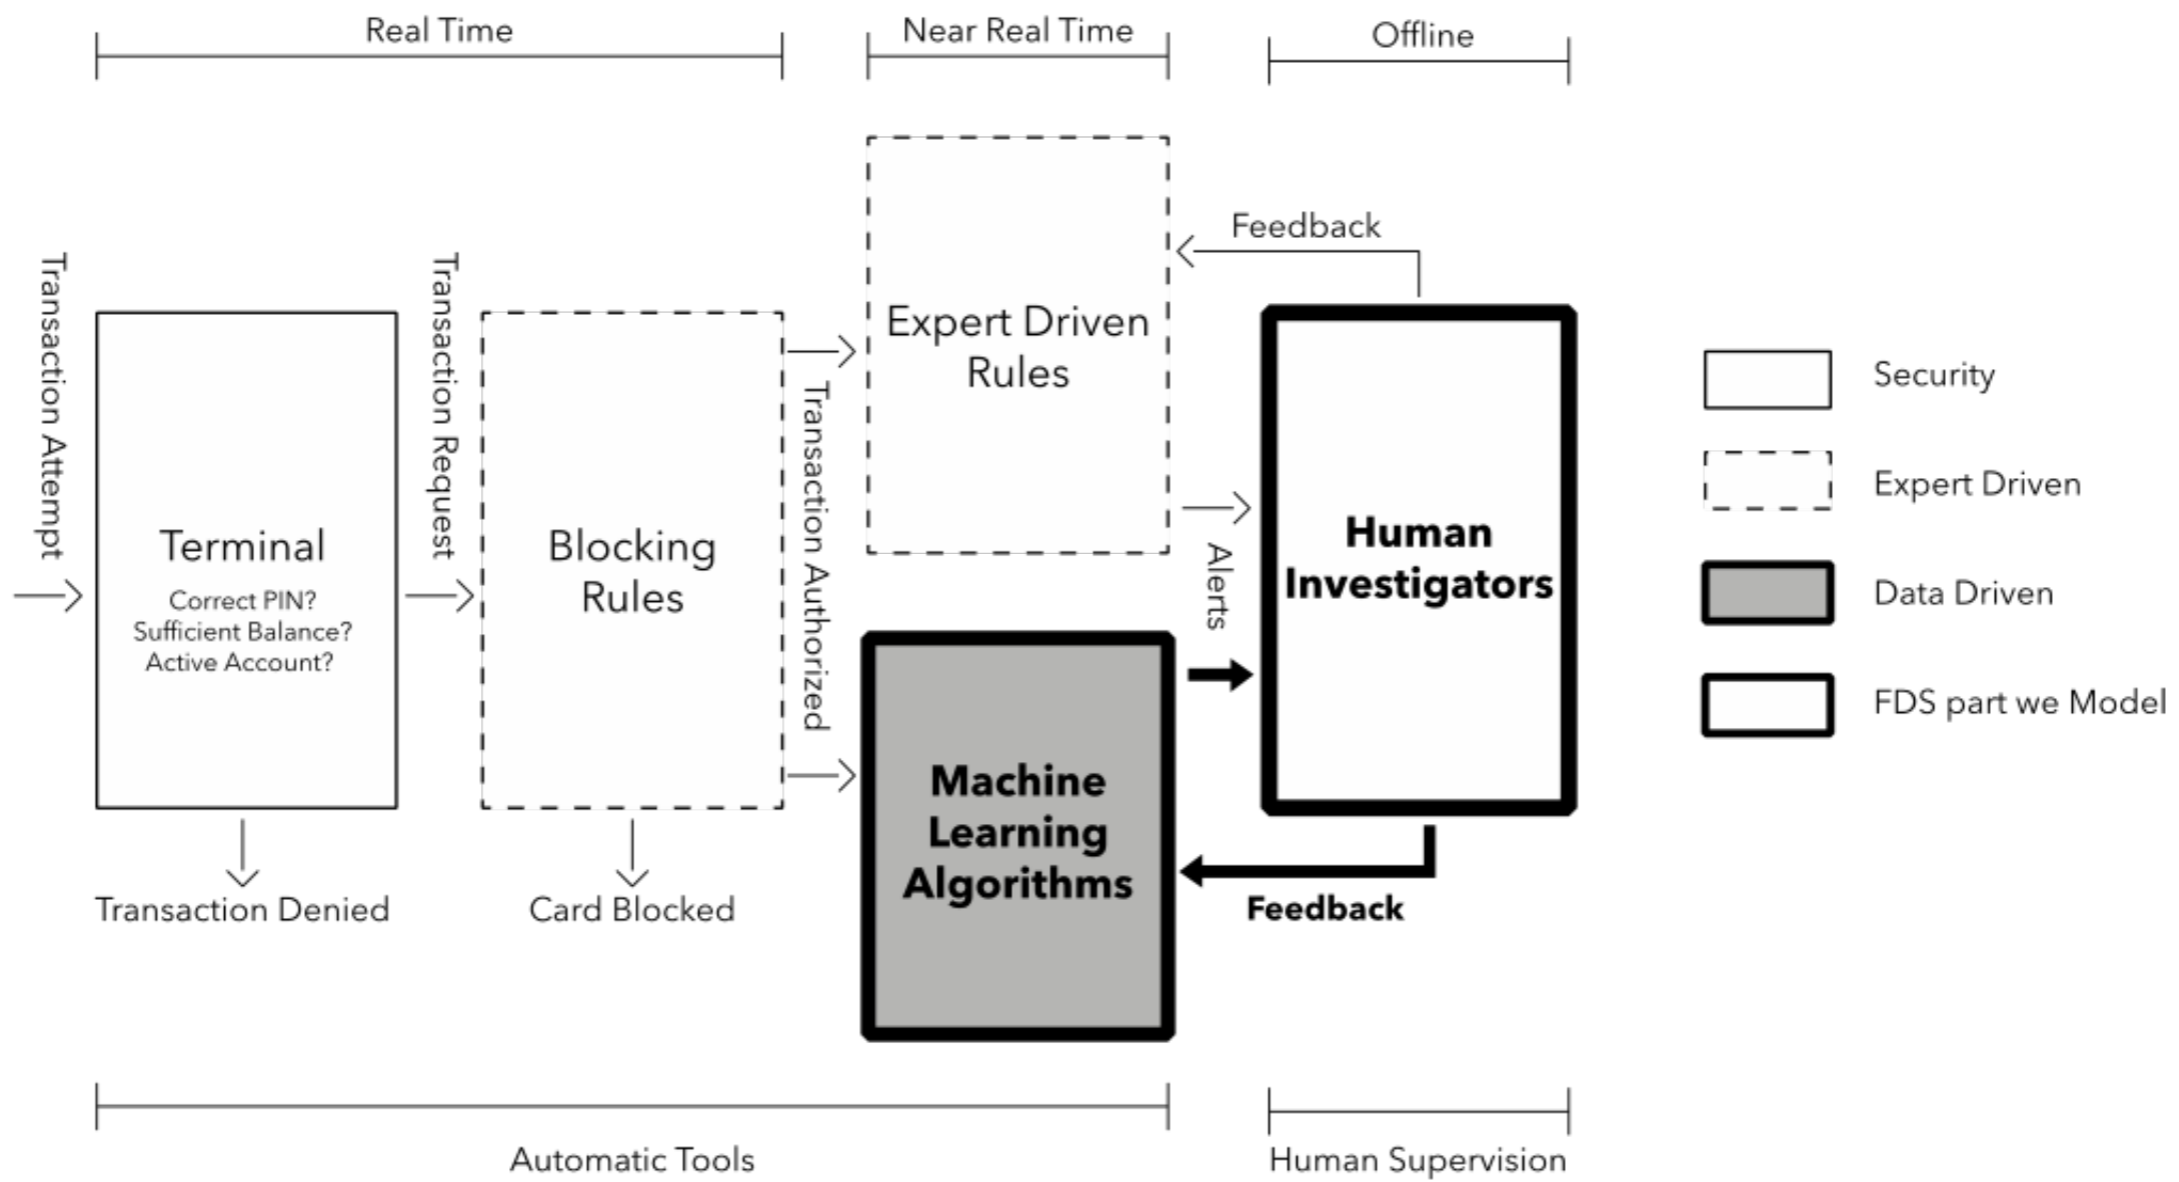 Real Time
Near Real Time
Offline
Transaction Attempt
Terminal
Correct PIN?
Sufficient Balance?
Active Account?
Transaction Denied
Transaction Request
Blocking
Rules
Card Blocked
Transaction Authorized
Expert Driven
Rules
Machine
Learning
Algorithms
Alerts
Feedback
Human
Investigators
Feedback
Security
Expert Driven
Data Driven
FDS part we Model
Automatic Tools
Human Supervision